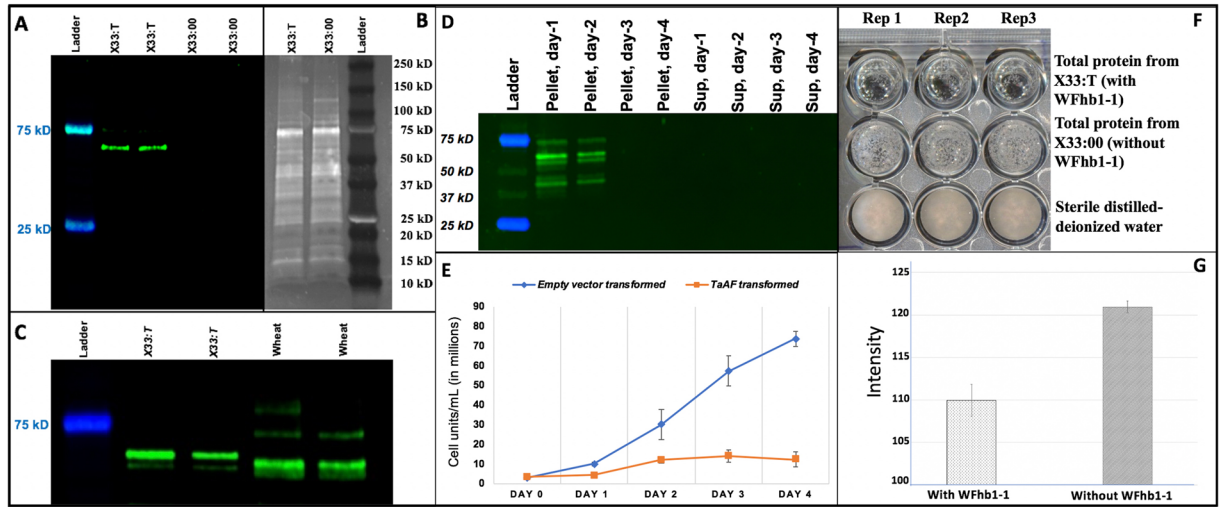 A
Ladder
X33:T
X33:T
X33:00
X33:00
75 kD
25 kD
B
X33:T
X33:00
Ladder
250 kD
150 kD
100 kD
75 kD
50 kD
37 kD
25 kD
20 kD
15 kD
10 kD
C
Ladder
X33:T
X33:T
Wheat
Wheat
75 kD
D
Ladder
Pellet, day-1
Pellet, day-2
Pellet, day-3
Pellet, day-4
Sup, day-1
Sup, day-2
Sup, day-3
Sup, day-4
75 kD
50 kD
37 kD
25 kD
E
Empty vector transformed
TaAF transformed
Cell units/mL (in millions)
90
80
70
60
50
40
30
20
10
0
DAY 0
DAY 1
DAY 2
DAY 3
DAY 4
F
Rep 1
Rep2
Rep3
Total protein from
X33:T (with
WFhb1-1)
Total protein from
X33:00 (without
WFhb1-1)
Sterile distilled-
deionized water
G
Intensity
125
120
115
110
105
100
With WFhb1-1
Without WFhb1-1